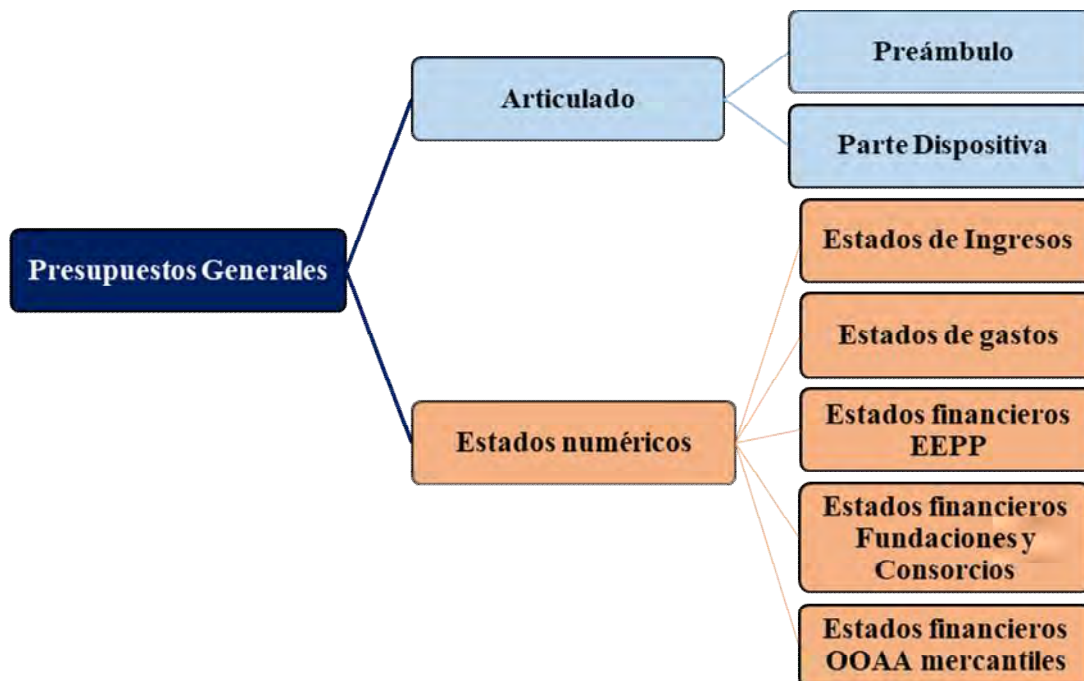 Presupuestos Generales
Articulado
Preámbulo
Parte Dispositiva
Estados numéricos
Estados de Ingresos
Estados de gastos
Estados financieros
EEPP
Estados financieros
Fundaciones y
Consorcios
Estados financieros
OOAA mercantiles